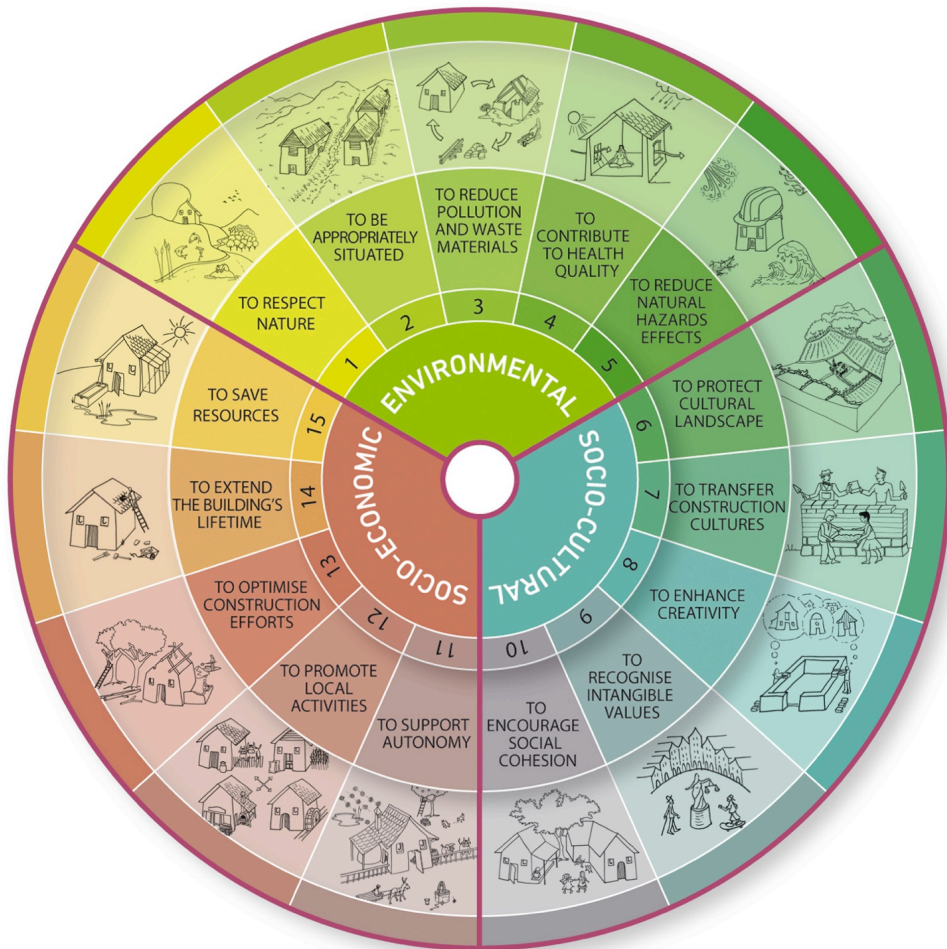 ENVIRONMENTAL
1
TO RESPECT
NATURE
2
TO BE
APPROPRIATELY
SITUATED
3
TO REDUCE
POLLUTION
AND WASTE
MATERIALS
4
TO
CONTRIBUTE
TO HEALTH
QUALITY
5
TO REDUCE
NATURAL
HAZARDS
EFFECTS
SOCIO-CULTURAL
6
TO PROTECT
CULTURAL
LANDSCAPE
7
TO TRANSFER
CONSTRUCTION
CULTURES
8
TO ENHANCE
CREATIVITY
9
TO
RECOGNISE
INTANGIBLE
VALUES
10
TO
ENCOURAGE
SOCIAL
COHESION
SOCIO-ECONOMIC
11
TO SUPPORT
AUTONOMY
12
TO PROMOTE
LOCAL
ACTIVITIES
13
TO OPTIMISE
CONSTRUCTION
EFFORTS
14
TO EXTEND
THE BUILDING'S
LIFETIME
15
TO SAVE
RESOURCES